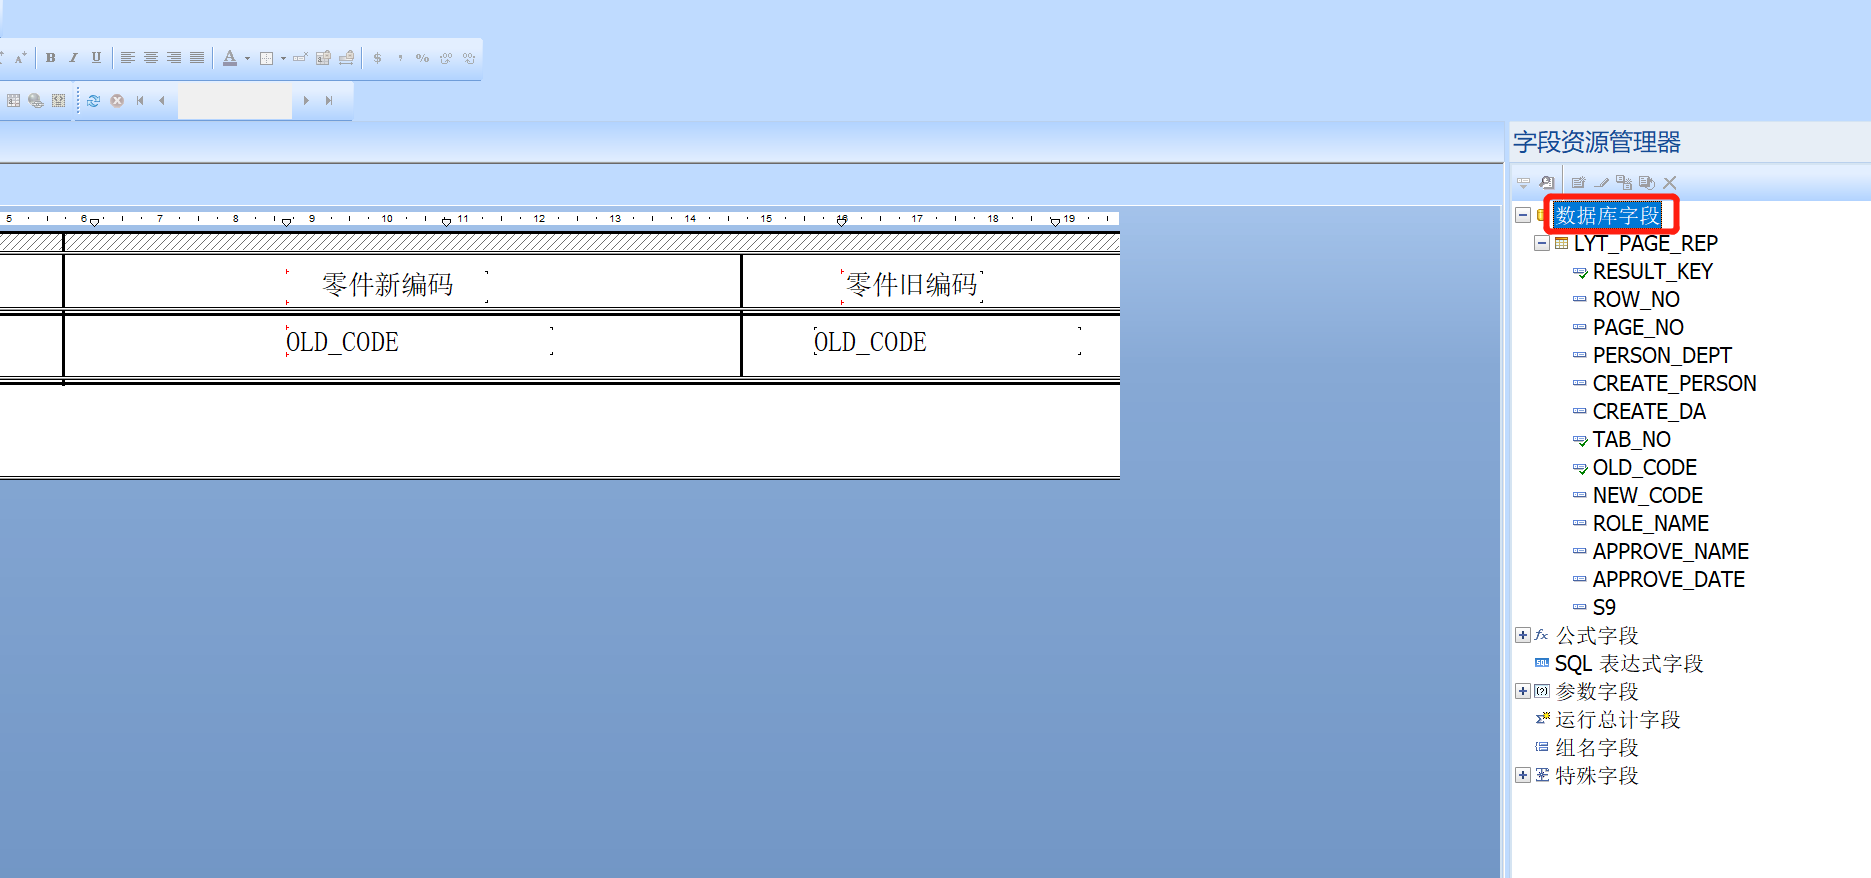 B I U A $ , %
字段资源管理器
5 6 7 8 9 10 11 12 13 14 15 16 17 18 19
零件新编码 零件旧编码
OLD_CODE OLD_CODE
数据库字段
LYT_PAGE_REP
RESULT_KEY
ROW_NO
PAGE_NO
PERSON_DEPT
CREATE_PERSON
CREATE_DA
TAB_NO
OLD_CODE
NEW_CODE
ROLE_NAME
APPROVE_NAME
APPROVE_DATE
S9
公式字段
SQL 表达式字段
参数字段
运行总计字段
组名字段
特殊字段